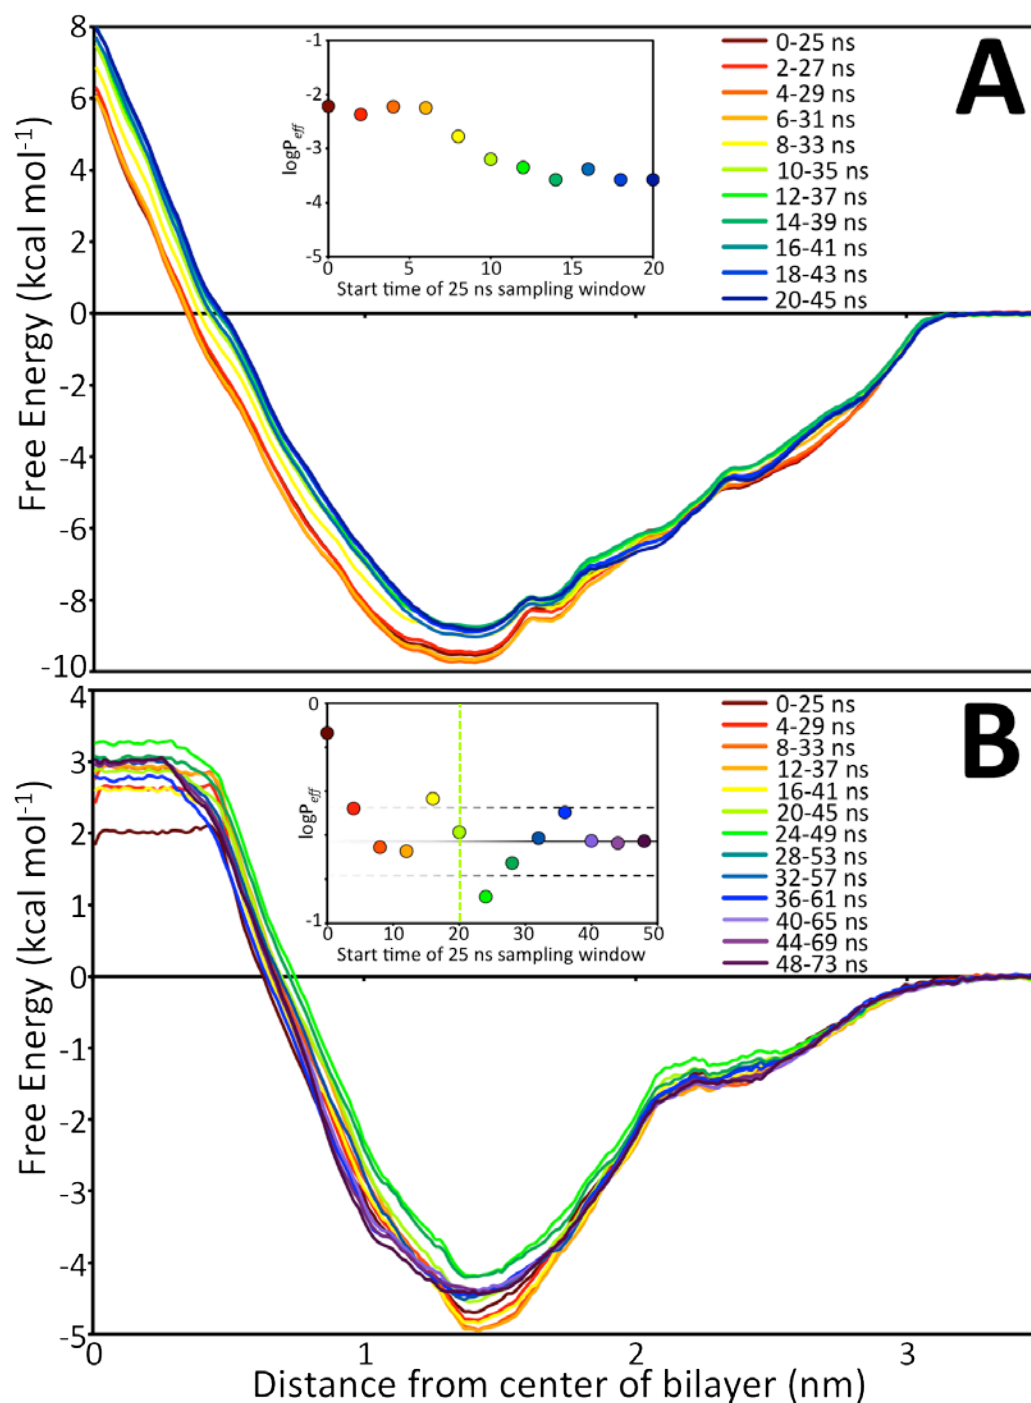 A
8
6
4
2
0
-2
-4
-6
-8
-10
Free Energy (kcal mol-1)
-1
-2
-3
-4
-5
logPeff
0 5 10 15 20
Start time of 25 ns sampling window
0-25 ns
2-27 ns
4-29 ns
6-31 ns
8-33 ns
10-35 ns
12-37 ns
14-39 ns
16-41 ns
18-43 ns
20-45 ns
B
4
3
2
1
0
-1
-2
-3
-4
-5
Free Energy (kcal mol-1)
0
-1
logPeff
0 10 20 30 40 50
Start time of 25 ns sampling window
0-25 ns
4-29 ns
8-33 ns
12-37 ns
16-41 ns
20-45 ns
24-49 ns
28-53 ns
32-57 ns
36-61 ns
40-65 ns
44-69 ns
48-73 ns
0 1 2 3
Distance from center of bilayer (nm)